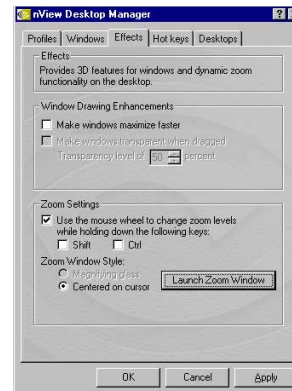 nView Desktop Manager
Profiles Windows Effects Hot keys Desktops
Effects
Provides 3D features for windows and dynamic zoom
functionality on the desktop.
Window Drawing Enhancements
Make windows maximize faster
Make windows transparent when dragged
Transparency level of 50 percent
Zoom Settings
Use the mouse wheel to change zoom levels
while holding down the following keys:
Shift Ctrl
Zoom Window Style:
Magnifying glass
Centered on cursor
Launch Zoom Window
OK Cancel Apply